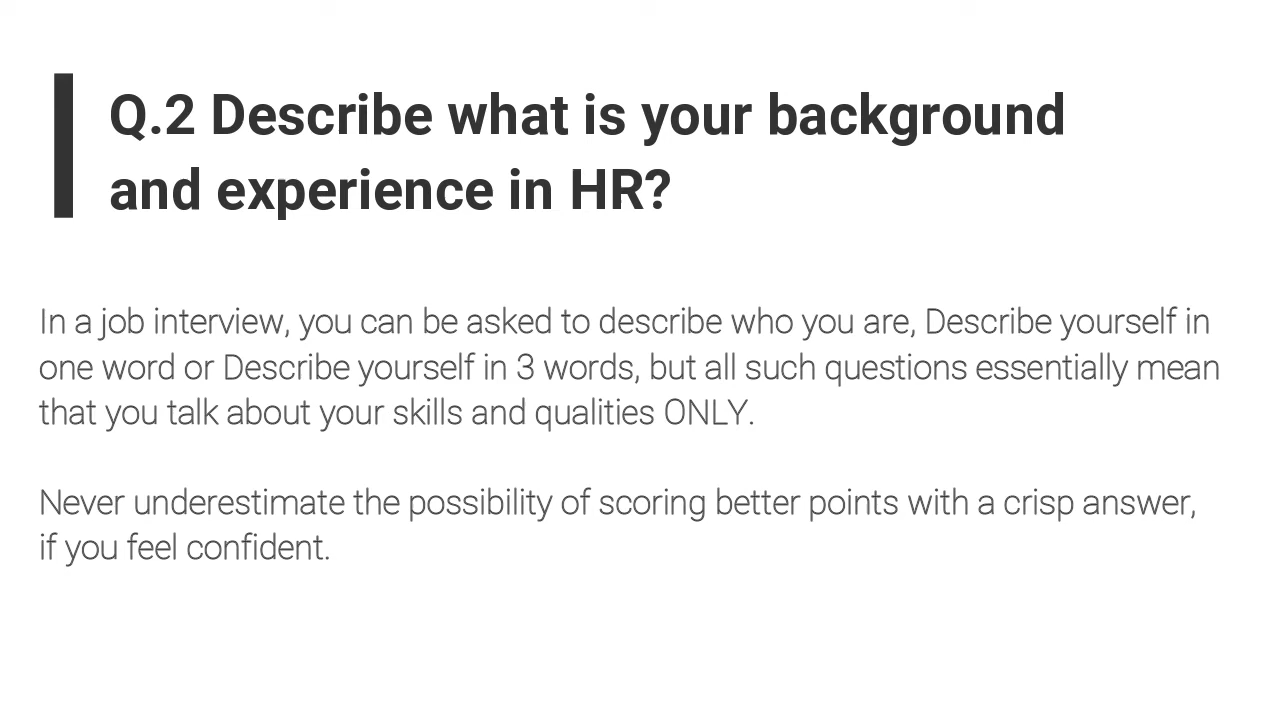 Q.2 Describe what is your background
and experience in HR?
In a job interview, you can be asked to describe who you are, Describe yourself in
one word or Describe yourself in 3 words, but all such questions essentially mean
that you talk about your skills and qualities ONLY.
Never underestimate the possibility of scoring better points with a crisp answer,
if you feel confident.